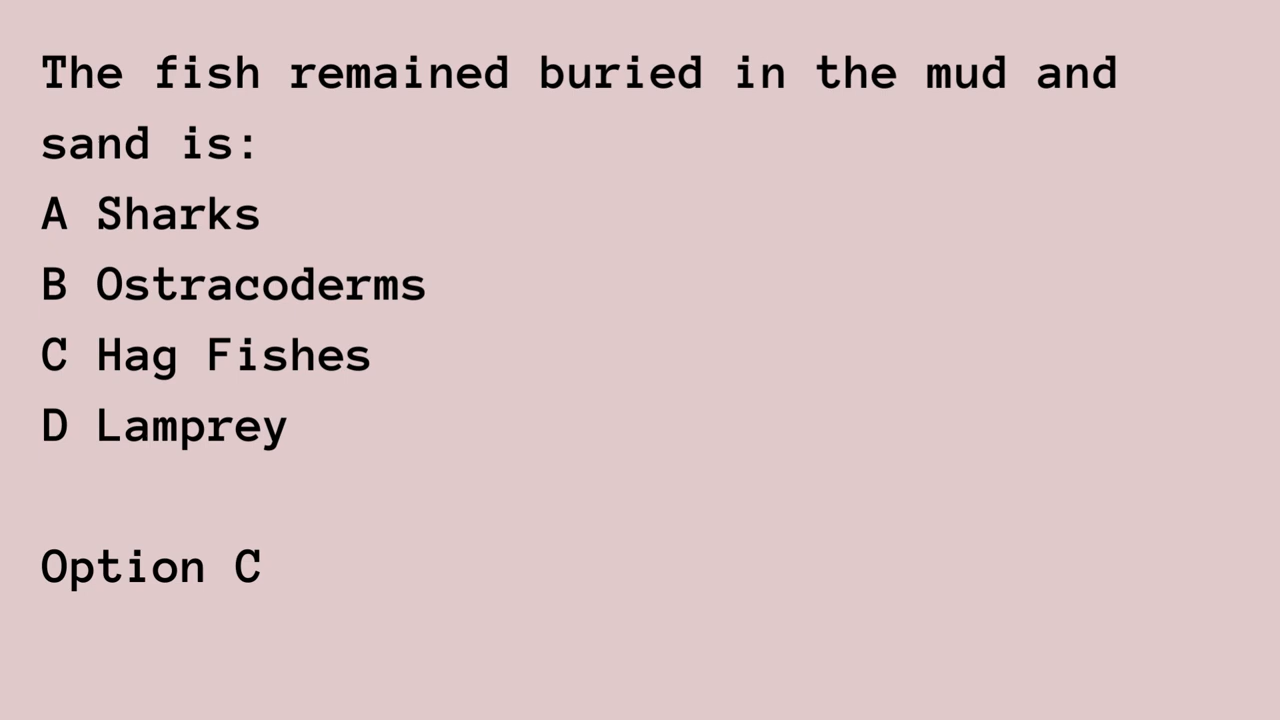 The fish remained buried in the mud and
sand is:
A Sharks
B Ostracoderms
C Hag Fishes
D Lamprey
Option C